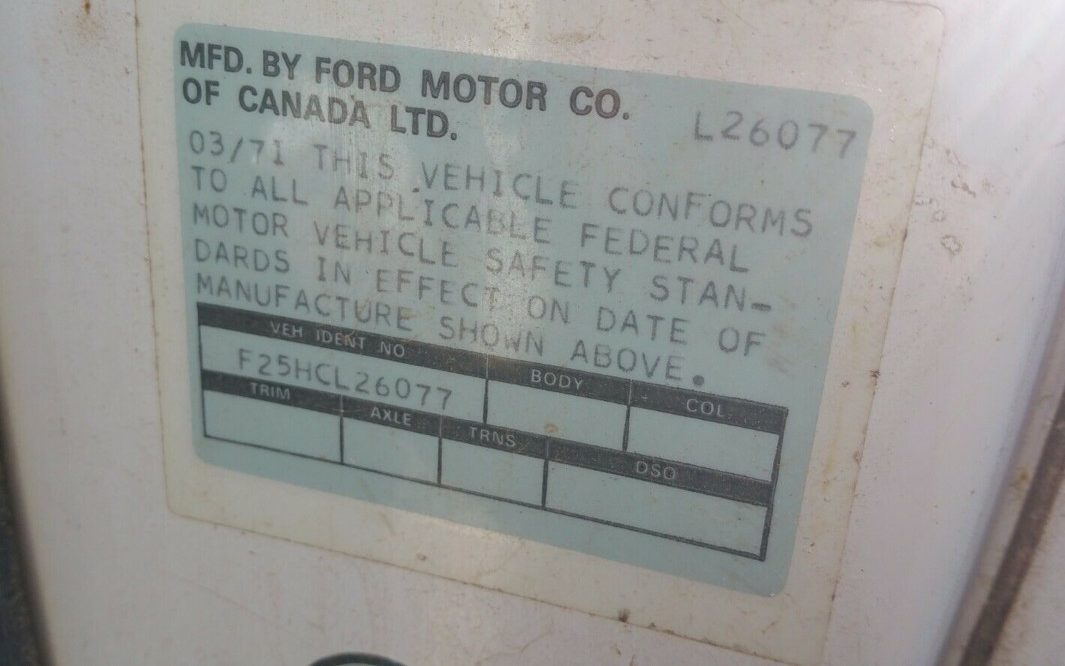 MFD. BY FORD MOTOR CO.
OF CANADA LTD.
L26077
03/71 THIS VEHICLE CONFORMS
TO ALL APPLICABLE FEDERAL
MOTOR VEHICLE SAFETY STAN-
DARDS IN EFFECT ON DATE OF
MANUFACTURE SHOWN ABOVE.
VEH IDENT NO BODY COL
F25HCL26077
TRIM AXLE TRNS DSO